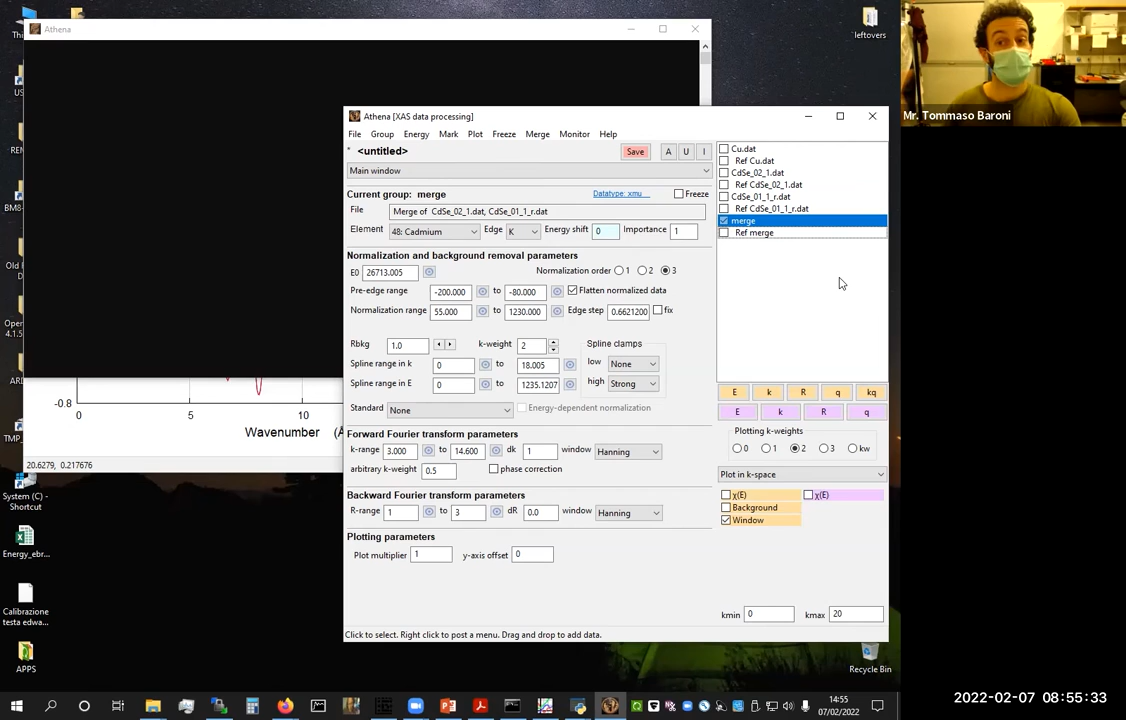 leftovers
Mr. Tommaso Baroni
Athena
-0.8
0
5
10
Wavenumber
20.6279, 0.217676
System (C) -
Shortcut
Energy_ebr...
Calibrazione
testa edwa...
APPS
Recycle Bin
Athena [XAS data processing]
File Group Energy Mark Plot Freeze Merge Monitor Help
* <untitled>
Save
A U I
Main window
Current group: merge
Datatype: xmu
Freeze
File Merge of CdSe_02_1.dat, CdSe_01_1_r.dat
Element 48: Cadmium Edge K Energy shift 0 Importance 1
Normalization and background removal parameters
E0 26713.005 Normalization order 1 2 3
Pre-edge range -200.000 to -80.000 Flatten normalized data
Normalization range 55.000 to 1230.000 Edge step 0.6621200 fix
Rbkg 1.0 k-weight 2 Spline clamps
Spline range in k 0 to 18.005 low None
Spline range in E 0 to 1235.1207 high Strong
Standard None Energy-dependent normalization
Forward Fourier transform parameters
k-range 3.000 to 14.600 dk 1 window Hanning
arbitrary k-weight 0.5 phase correction
Backward Fourier transform parameters
R-range 1 to 3 dR 0.0 window Hanning
Plotting parameters
Plot multiplier 1 y-axis offset 0
Click to select. Right click to post a menu. Drag and drop to add data.
Cu.dat
Ref Cu.dat
CdSe_02_1.dat
Ref CdSe_02_1.dat
CdSe_01_1_r.dat
Ref CdSe_01_1_r.dat
merge
Ref merge
E k R q kq
E k R q
Plotting k-weights
0 1 2 3 kw
Plot in k-space
χ(E) χ(E)
Background
Window
kmin 0 kmax 20
14:55
07/02/2022
2022-02-07 08:55:33